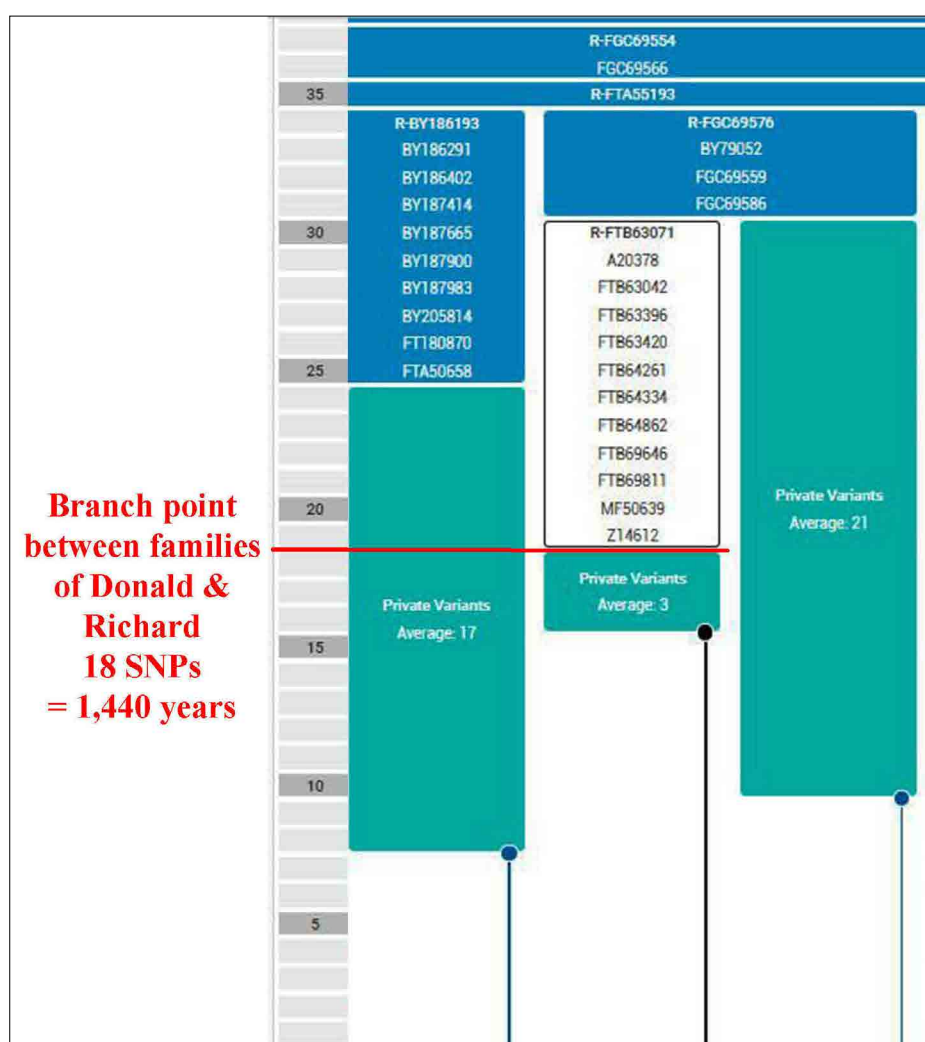 R-FGC69554
FGC69566
35
R-FTA55193
R-BY186193
BY186291
BY186402
BY187414
BY187665
BY187900
BY187983
BY205814
FT180870
FTA50658
R-FGC69576
BY79052
FGC69559
FGC69586
30
R-FTB63071
A20378
FTB63042
FTB63396
FTB63420
FTB64261
FTB64334
FTB64862
FTB69646
FTB69811
MF50639
Z14612
25
20
Branch point
between families
of Donald &
Richard
18 SNPs
= 1,440 years
Private Variants
Average: 17
Private Variants
Average: 3
Private Variants
Average: 21
15
10
5